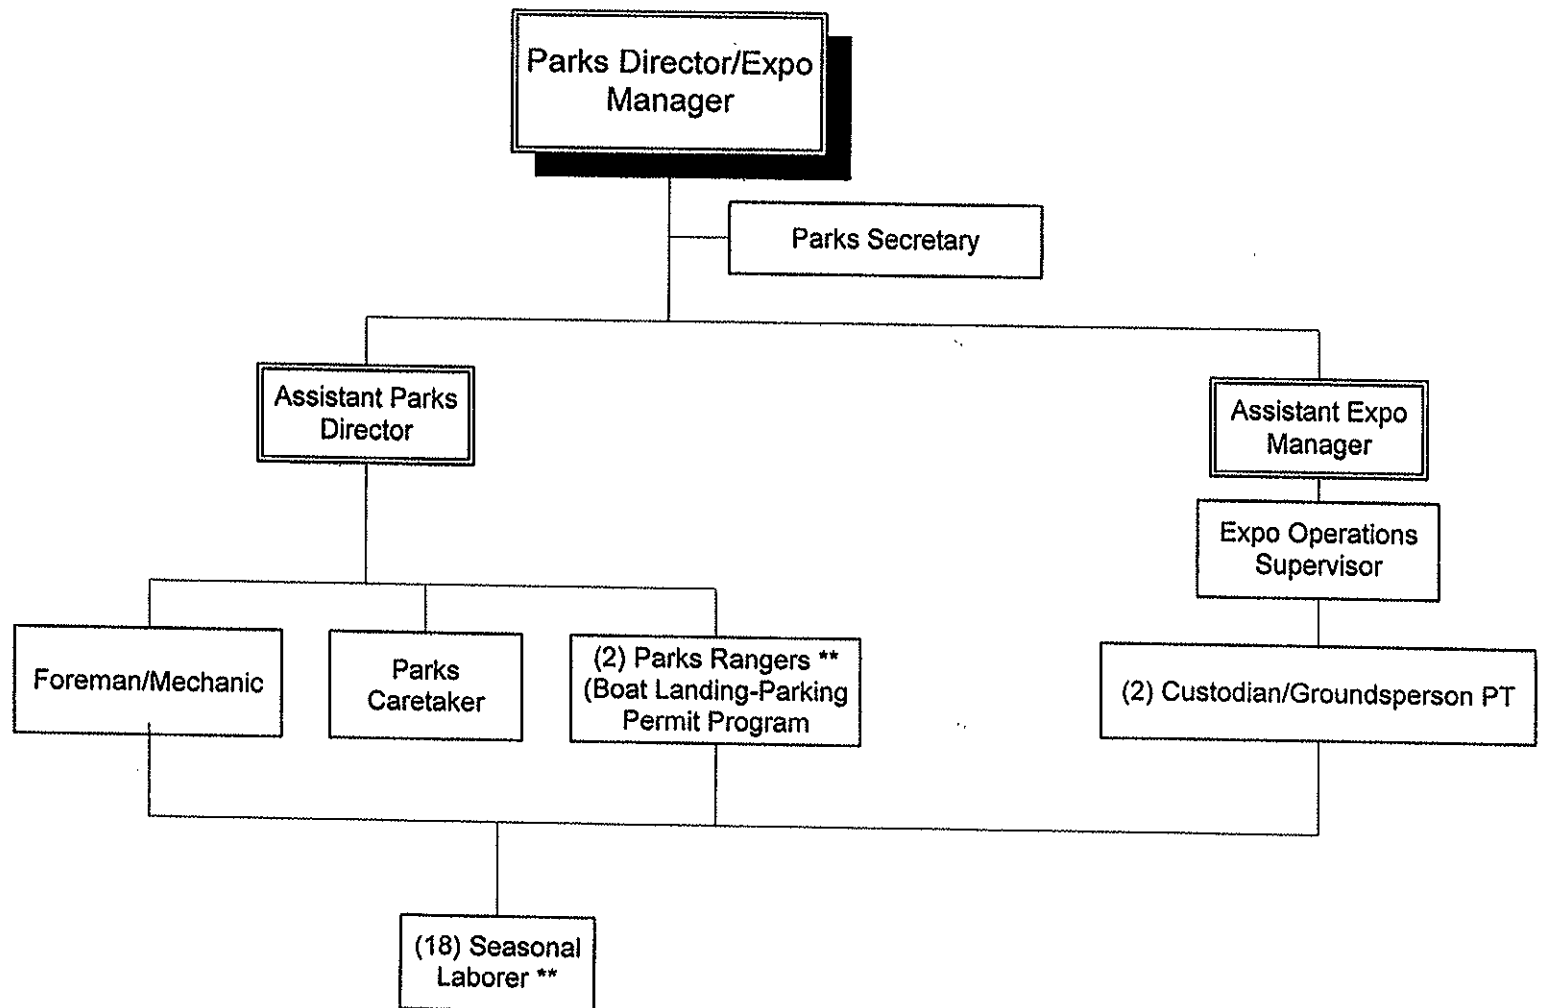 Parks Director/Expo
Manager
Parks Secretary
Assistant Parks
Director
Assistant Expo
Manager
Expo Operations
Supervisor
Foreman/Mechanic
Parks
Caretaker
(2) Parks Rangers **
(Boat Landing-Parking
Permit Program
(2) Custodian/Groundsperson PT
(18) Seasonal
Laborer **